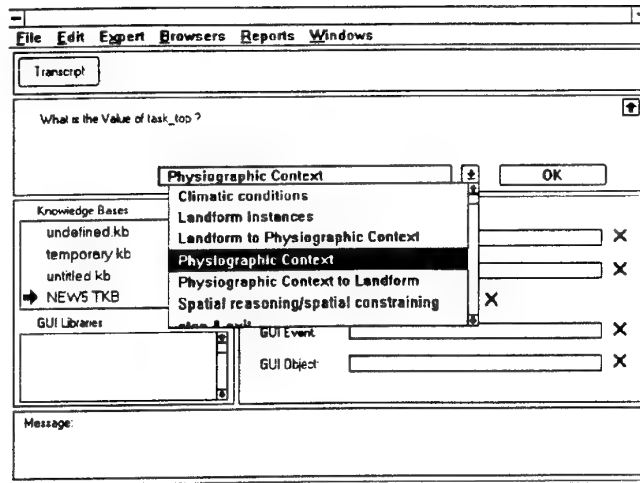 File Edit Expert Browsers Reports Windows
Transcript
What is the Value of task_top ?
Physiographic Context
OK
Climatic conditions
Landform Instances
Landform to Physiographic Context
Physiographic Context
Physiographic Context to Landform
Spatial reasoning/spatial constraining
Knowledge Bases
undefined.kb
temporary.kb
untitled.kb
NEWS TKB
GUI Libraries
GUI Event:
GUI Object:
Message: